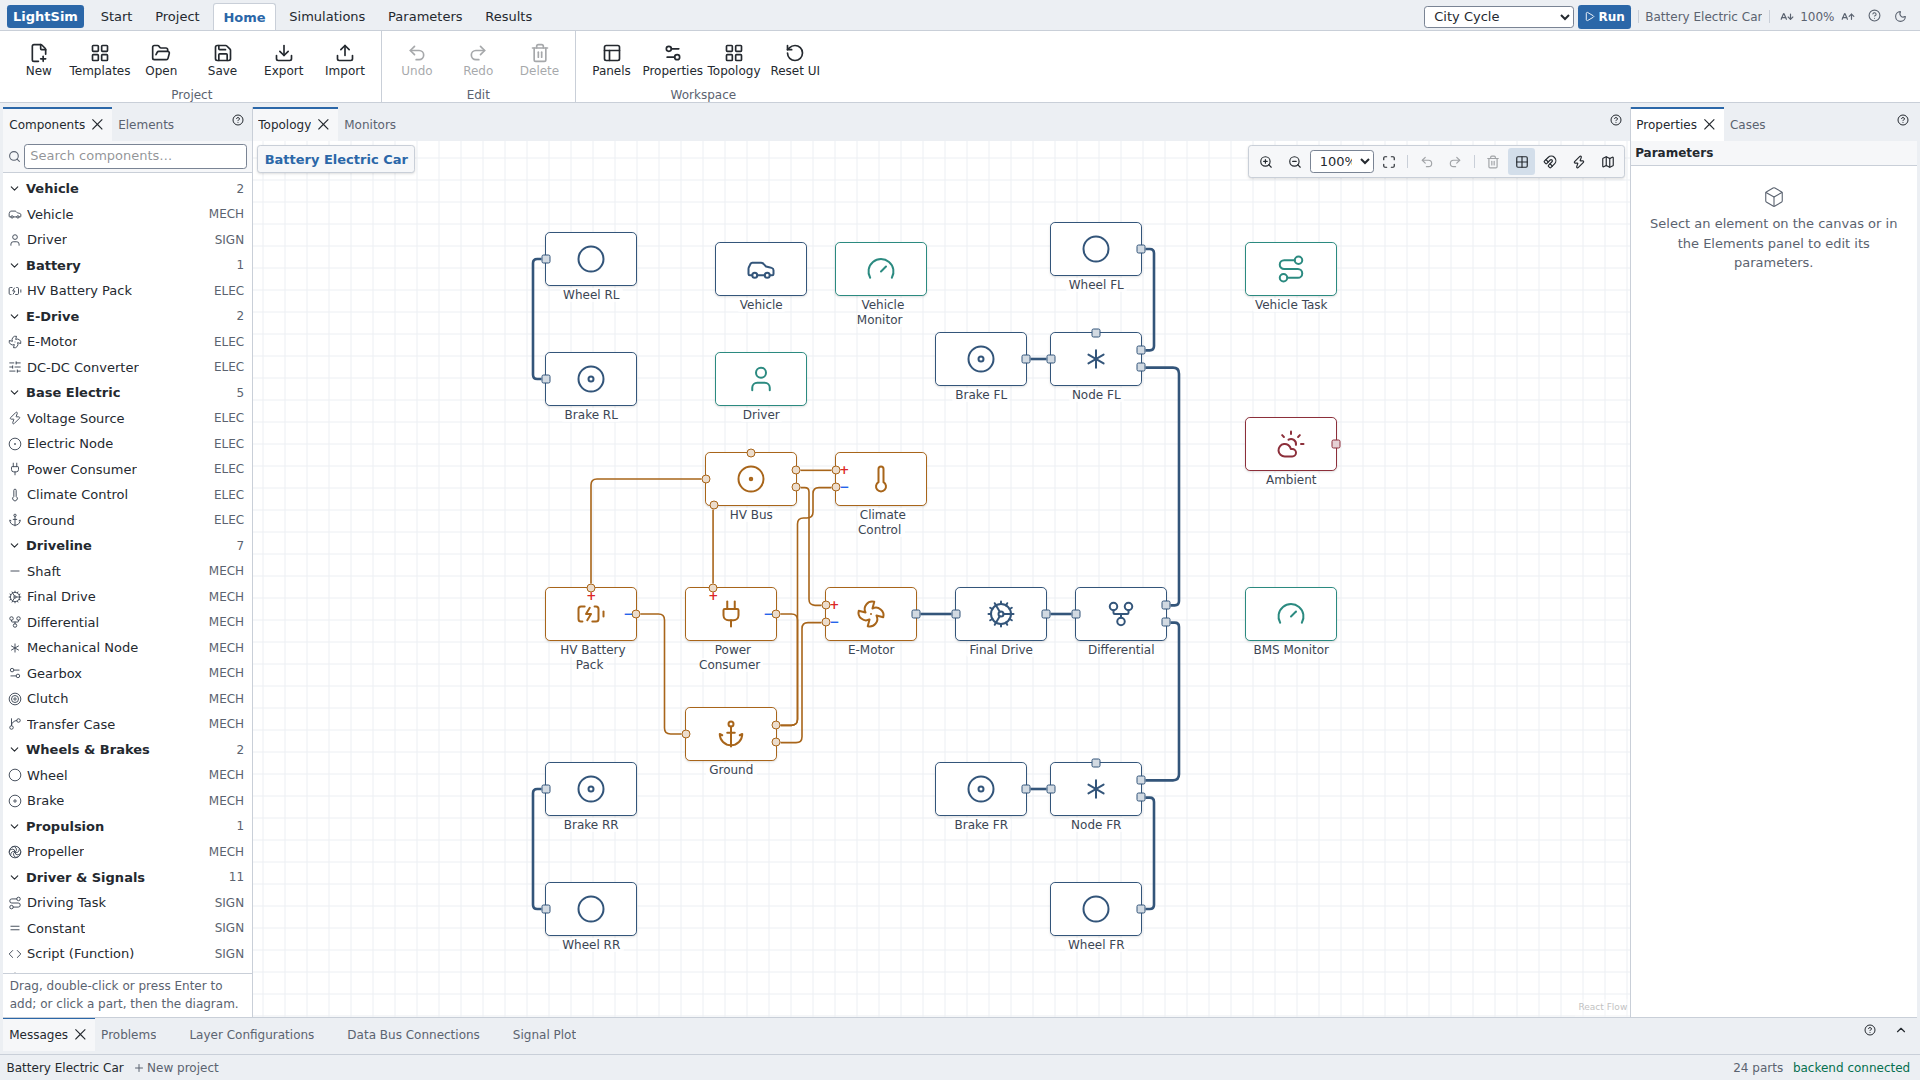 LightSim Start Project Home Simulations Parameters Results City Cycle Run Battery Electric Car 100%
New Templates Open Save Export Import Undo Redo Delete Panels Properties Topology Reset UI
Project Edit Workspace
Components Elements
Search components...
Vehicle 2
Vehicle MECH
Driver SIGN
Battery 1
HV Battery Pack ELEC
E-Drive 2
E-Motor ELEC
DC-DC Converter ELEC
Base Electric 5
Voltage Source ELEC
Electric Node ELEC
Power Consumer ELEC
Climate Control ELEC
Ground ELEC
Driveline 7
Shaft MECH
Final Drive MECH
Differential MECH
Mechanical Node MECH
Gearbox MECH
Clutch MECH
Transfer Case MECH
Wheels & Brakes 2
Wheel MECH
Brake MECH
Propulsion 1
Propeller MECH
Driver & Signals 11
Driving Task SIGN
Constant SIGN
Script (Function) SIGN
Drag, double-click or press Enter to
add; or click a part, then the diagram.
Topology Monitors
Battery Electric Car
100%
Wheel RL
Vehicle
Vehicle
Monitor
Wheel FL
Vehicle Task
Brake RL
Driver
Brake FL
Node FL
HV Bus
Climate
Control
Ambient
HV Battery
Pack
Power
Consumer
E-Motor
Final Drive
Differential
BMS Monitor
Ground
Brake RR
Brake FR
Node FR
Wheel RR
Wheel FR
React Flow
Properties Cases
Parameters
Select an element on the canvas or in
the Elements panel to edit its
parameters.
Messages Problems Layer Configurations Data Bus Connections Signal Plot
Battery Electric Car + New project 24 parts backend connected